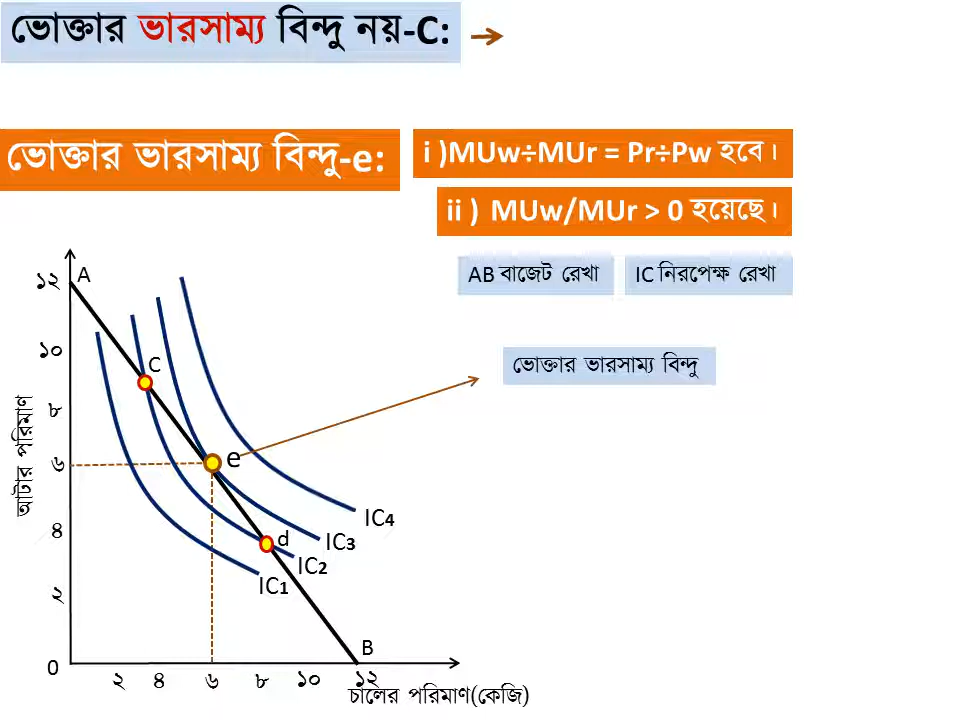 ভোক্তার ভারসাম্য বিন্দু নয়-C:
ভোক্তার ভারসাম্য বিন্দু-e:
i )MUw÷MUr = Pr÷Pw হবে।
ii ) MUw/MUr > 0 হয়েছে।
AB বাজেট রেখা
IC নিরপেক্ষ রেখা
ভোক্তার ভারসাম্য বিন্দু
আটার পরিমাণ
১২
A
১০
C
৮
৬
e
IC4
৪
d
IC3
IC2
২
IC1
B
0
২ ৪ ৬ ৮ ১০ ১২
চালের পরিমাণ(কেজি)